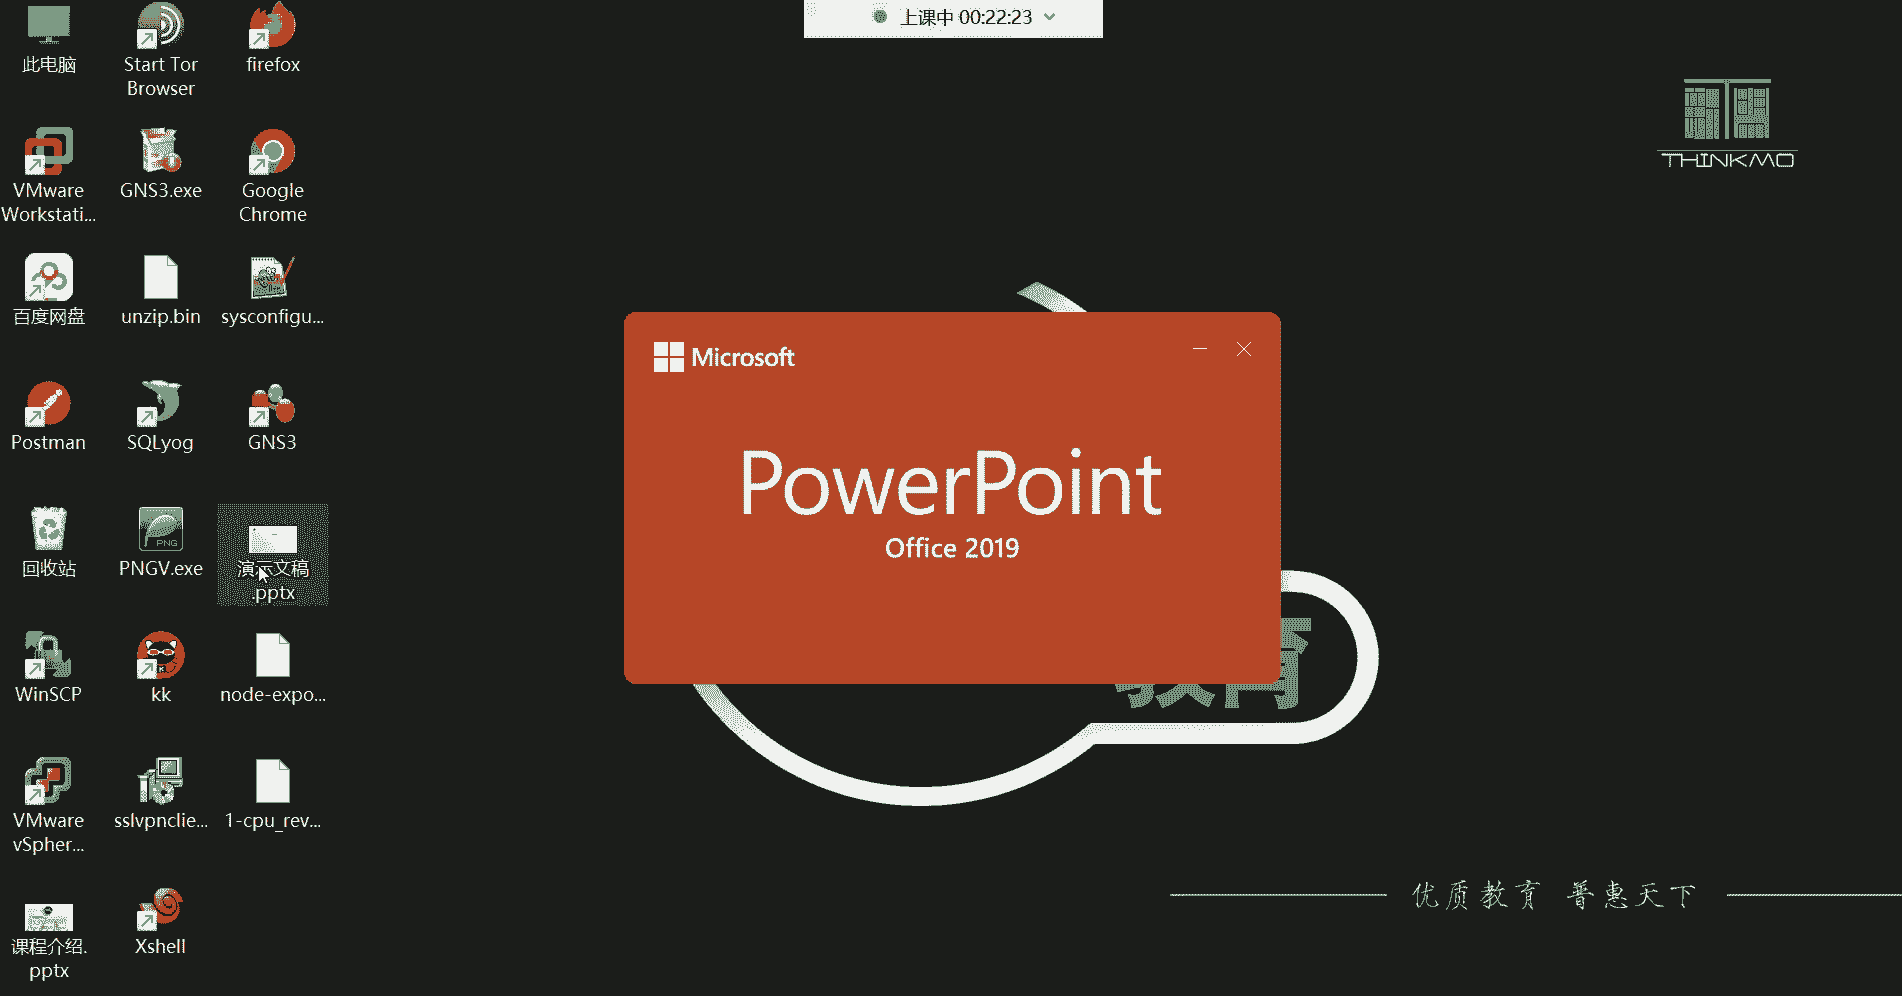 上课中 00:22:23
此电脑
Start Tor
Browser
firefox
THINKMO
VMware
Workstati...
GNS3.exe
Google
Chrome
百度网盘
unzip.bin
sysconfigu...
Microsoft
PowerPoint
Office 2019
Postman
SQLyog
GNS3
回收站
PNG
PNGV.exe
演示文稿
.pptx
教育
WinSCP
kk
node-expo...
VMware
vSpher...
sslvpnclie...
1-cpu_rev...
优质教育 普惠天下
课程介绍.
pptx
Xshell